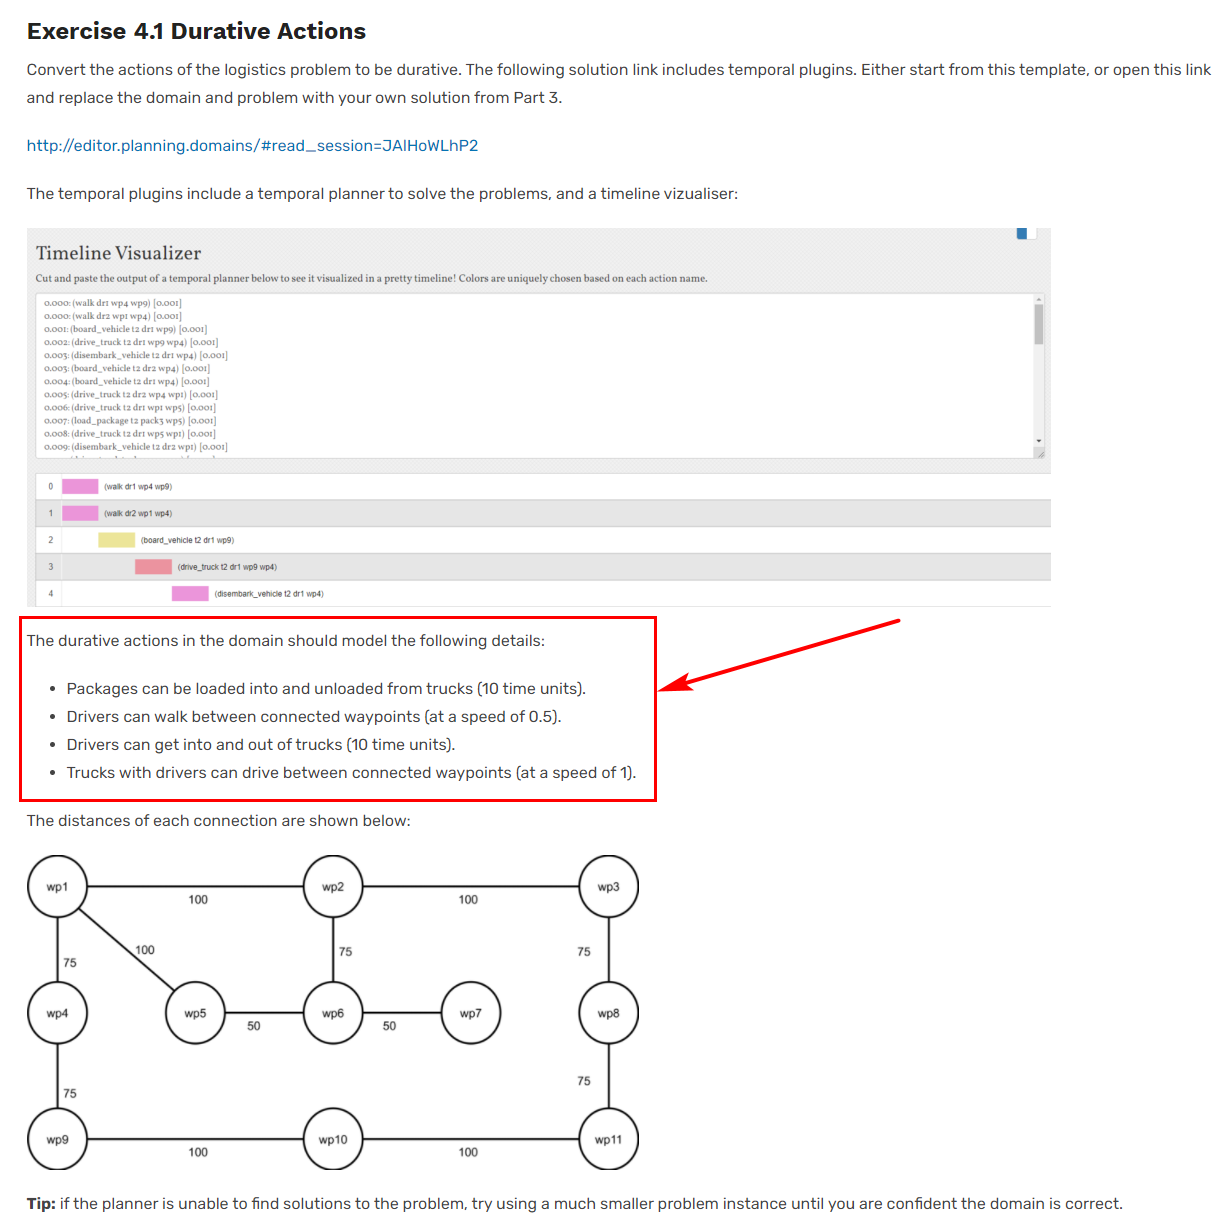 Exercise 4.1 Durative Actions
Convert the actions of the logistics problem to be durative. The following solution link includes temporal plugins. Either start from this template, or open this link
and replace the domain and problem with your own solution from Part 3.
http://editor.planning.domains/#read_session=JAlHoWLhP2
The temporal plugins include a temporal planner to solve the problems, and a timeline vizualiser:
Timeline Visualizer
Cut and paste the output of a temporal planner below to see it visualized in a pretty timeline! Colors are uniquely chosen based on each action name.
0.000: (walk dr1 wp4 wp9) [0.001]
0.000: (walk dr2 wp1 wp4) [0.001]
0.001: (board_vehicle t2 dr1 wp9) [0.001]
0.002: (drive_truck t2 dr1 wp9 wp4) [0.001]
0.003: (disembark_vehicle t2 dr1 wp4) [0.001]
0.003: (board_vehicle t2 dr2 wp4) [0.001]
0.004: (board_vehicle t2 dr1 wp4) [0.001]
0.005: (drive_truck t2 dr2 wp4 wp1) [0.001]
0.006: (drive_truck t2 dr1 wp1 wp5) [0.001]
0.007: (load_package t2 pack3 wp5) [0.001]
0.008: (drive_truck t2 dr1 wp5 wp1) [0.001]
0.009: (disembark_vehicle t2 dr2 wp1) [0.001]
0 (walk dr1 wp4 wp9)
1 (walk dr2 wp1 wp4)
2 (board_vehicle t2 dr1 wp9)
3 (drive_truck t2 dr1 wp9 wp4)
4 (disembark_vehicle t2 dr1 wp4)
The durative actions in the domain should model the following details:
• Packages can be loaded into and unloaded from trucks (10 time units).
• Drivers can walk between connected waypoints (at a speed of 0.5).
• Drivers can get into and out of trucks (10 time units).
• Trucks with drivers can drive between connected waypoints (at a speed of 1).
The distances of each connection are shown below:
wp1 wp2 wp3
100 100
100 75 75
75
wp4 wp5 wp6 wp7 wp8
50 50
75 75
wp9 wp10 wp11
100 100
Tip: if the planner is unable to find solutions to the problem, try using a much smaller problem instance until you are confident the domain is correct.